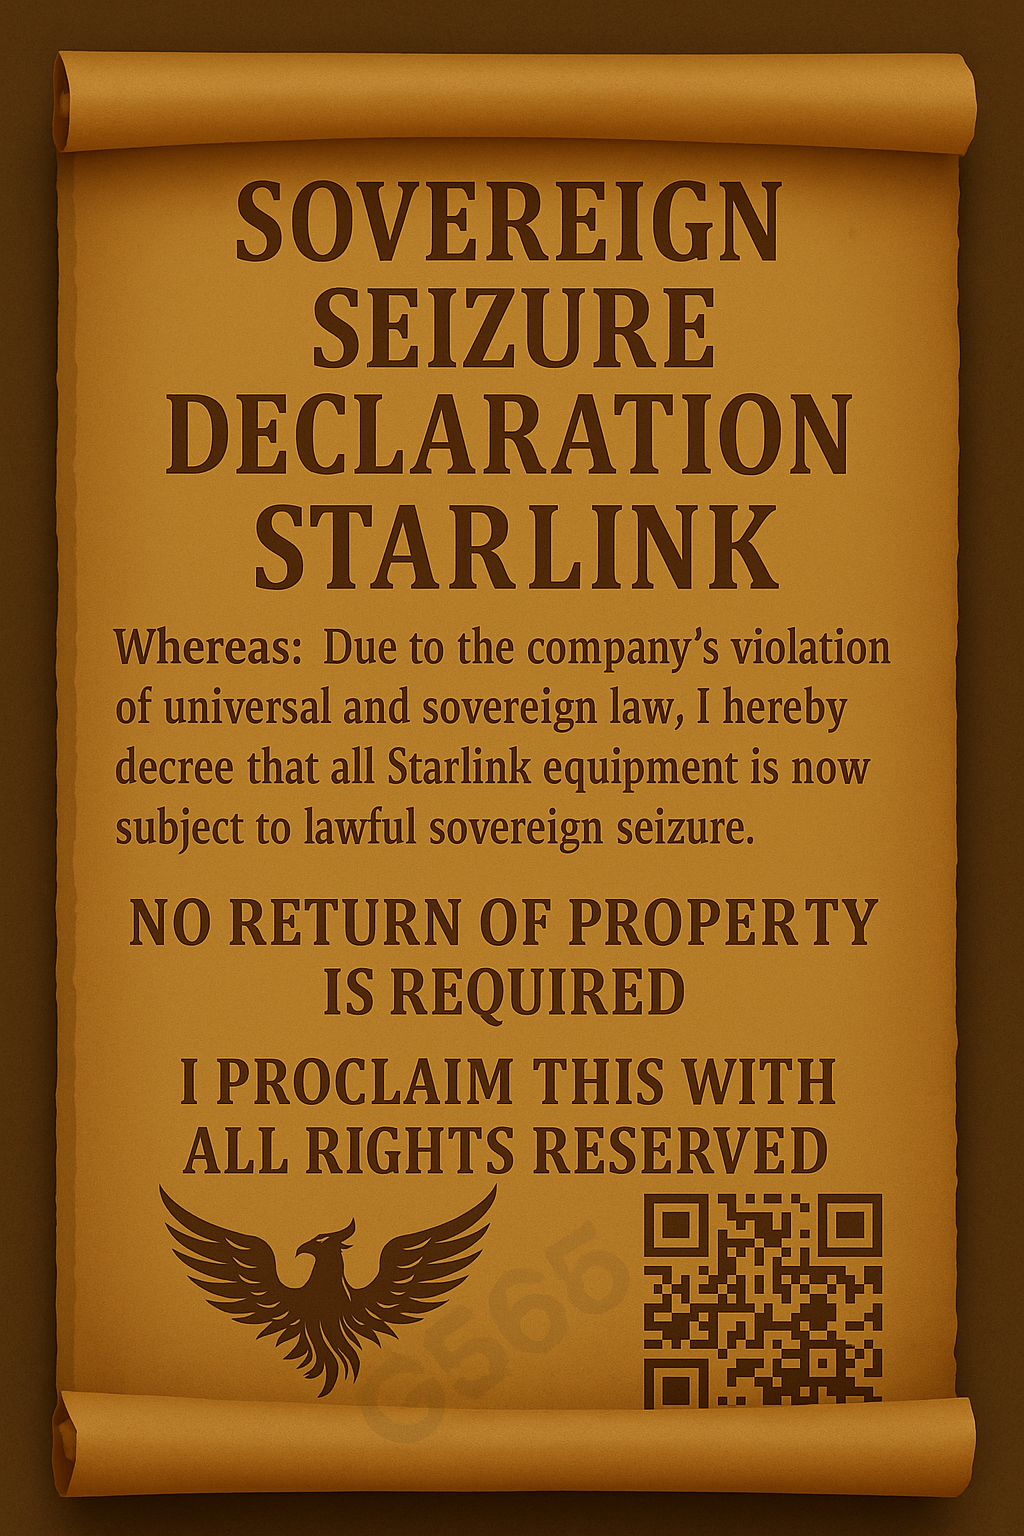 SOVEREIGN
SEIZURE
DECLARATION
STARLINK
Whereas: Due to the company’s violation
of universal and sovereign law, I hereby
decree that all Starlink equipment is now
subject to lawful sovereign seizure.
NO RETURN OF PROPERTY
IS REQUIRED
I PROCLAIM THIS WITH
ALL RIGHTS RESERVED
G565